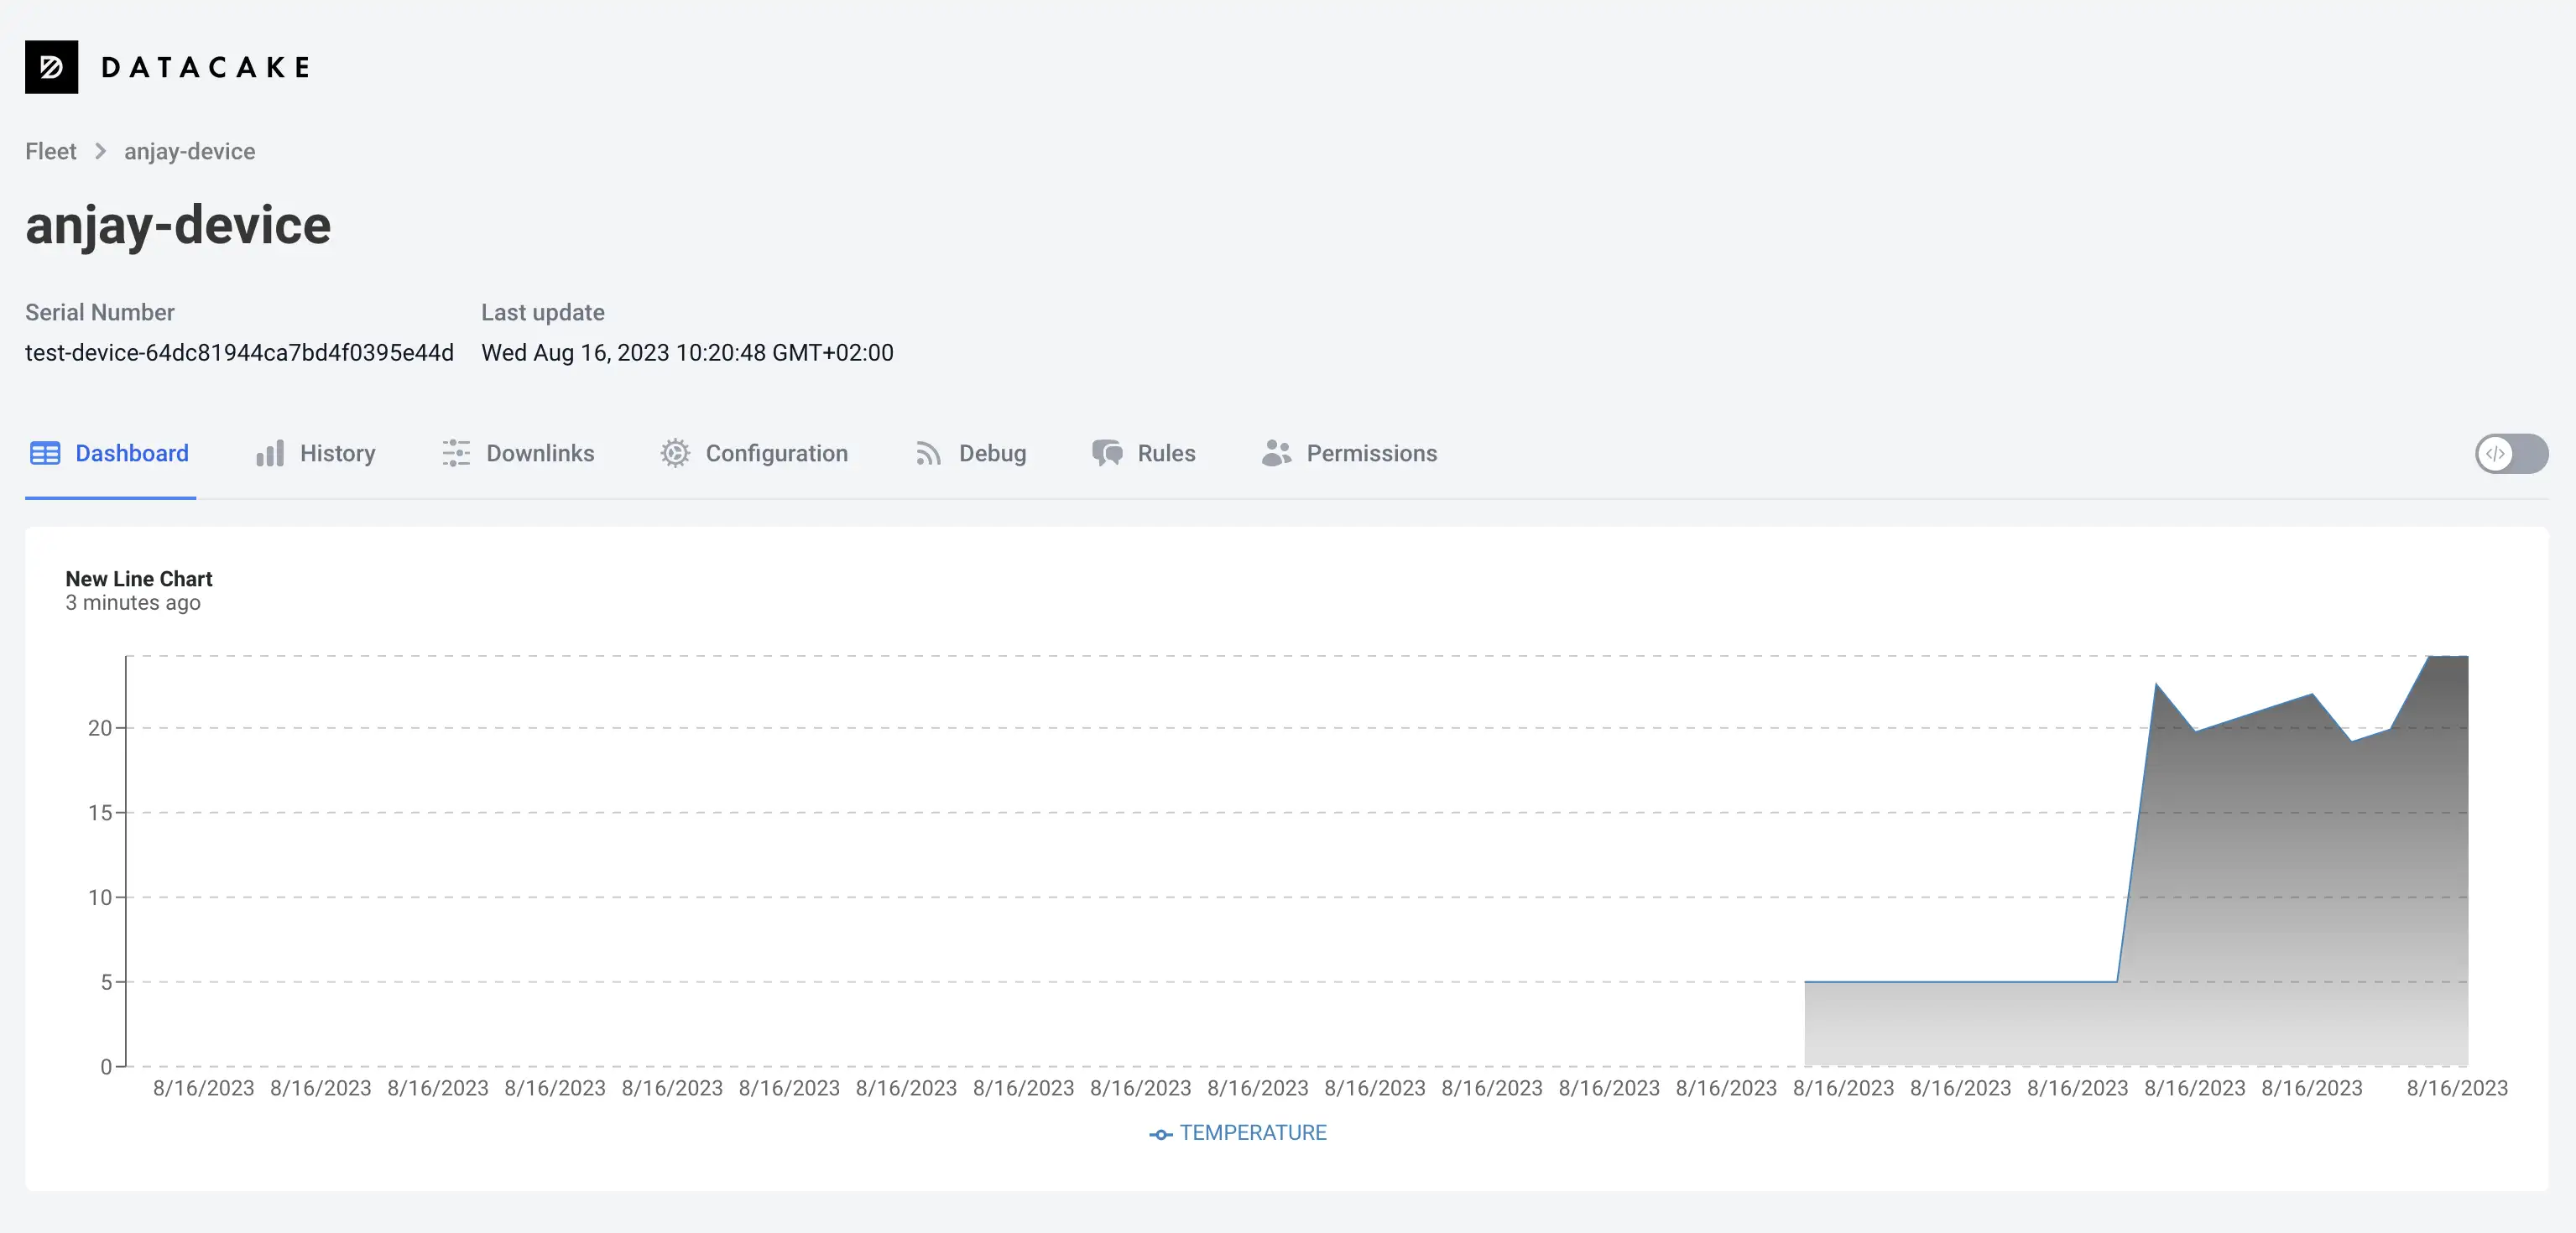 DATACAKE
Fleet > anjay-device
anjay-device
Serial Number Last update
test-device-64dc81944ca7bd4f0395e44d Wed Aug 16, 2023 10:20:48 GMT+02:00
Dashboard History Downlinks Configuration Debug Rules Permissions </>
New Line Chart
3 minutes ago
20
15
10
5
0
8/16/2023 8/16/2023 8/16/2023 8/16/2023 8/16/2023 8/16/2023 8/16/2023 8/16/2023 8/16/2023 8/16/2023 8/16/2023 8/16/2023 8/16/2023 8/16/2023 8/16/2023 8/16/2023 8/16/2023 8/16/2023 8/16/2023 8/16/2023
TEMPERATURE